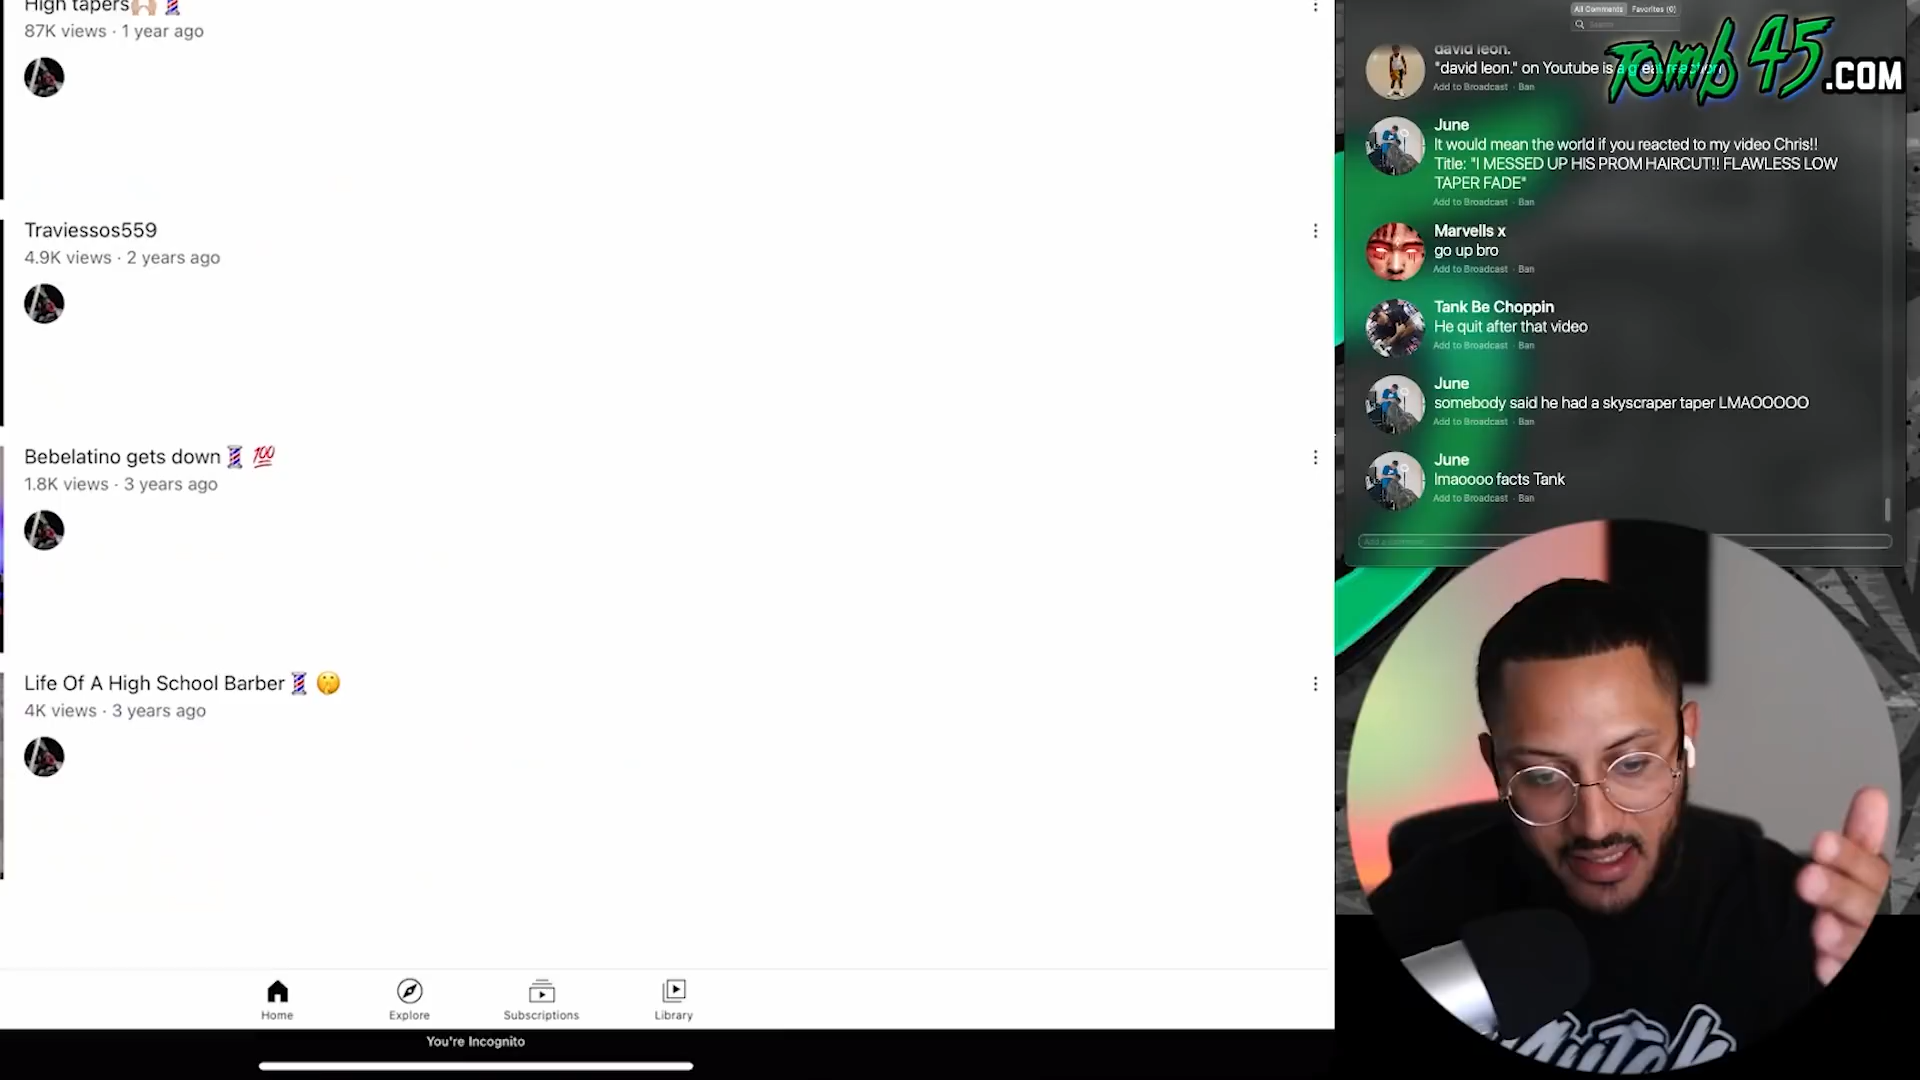 High tapers🙌🏼 💈
87K views · 1 year ago
Traviessos559
4.9K views · 2 years ago
Bebelatino gets down 💈 💯
1.8K views · 3 years ago
Life Of A High School Barber 💈 🤫
4K views · 3 years ago
Home
Explore
Subscriptions
Library
You're Incognito
All Comments
Favorites (0)
Search
Tomb 45.COM
david leon.
"david leon." on Youtube is a great reaction
Add to Broadcast · Ban
June
It would mean the world if you reacted to my video Chris!!
Title: "I MESSED UP HIS PROM HAIRCUT!! FLAWLESS LOW
TAPER FADE"
Add to Broadcast · Ban
Marvells x
go up bro
Add to Broadcast · Ban
Tank Be Choppin
He quit after that video
Add to Broadcast · Ban
June
somebody said he had a skyscraper taper LMAOOOOO
Add to Broadcast · Ban
June
lmaoooo facts Tank
Add to Broadcast · Ban
Add a comment...